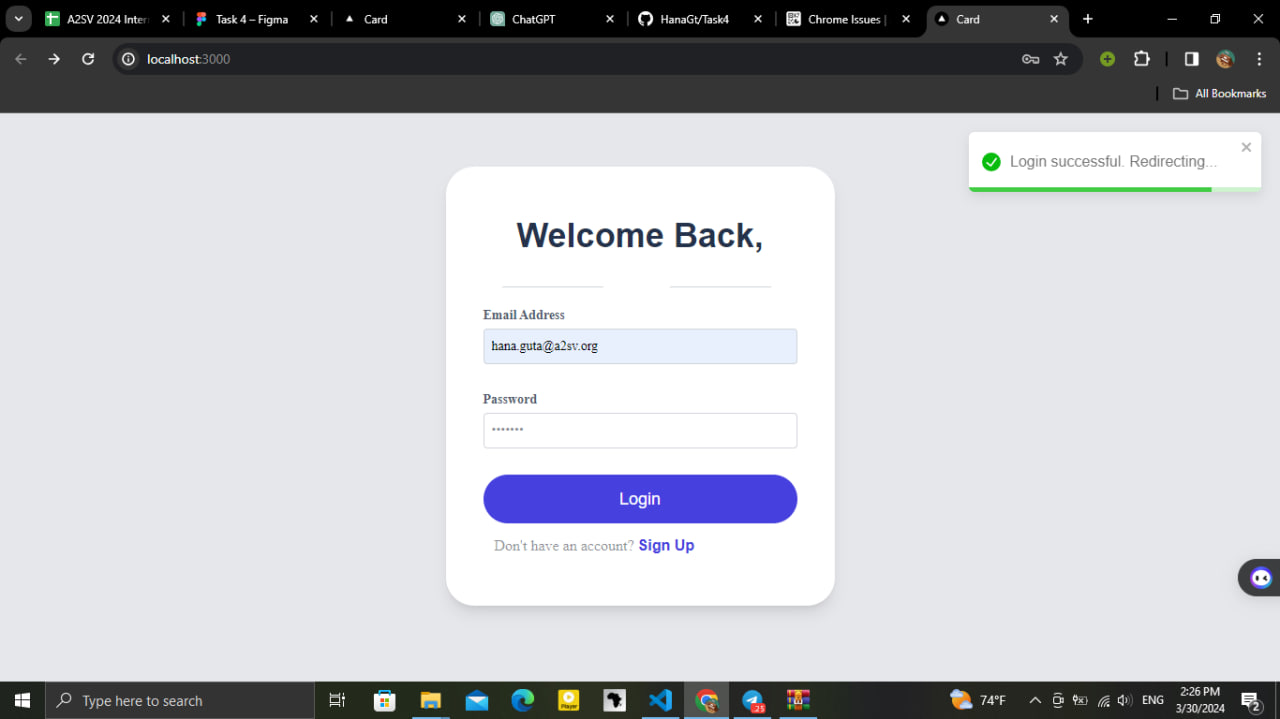 A2SV 2024 Inter
Task 4 – Figma
Card
ChatGPT
HanaGt/Task4
Chrome Issues |
Card
localhost:3000
All Bookmarks
Login successful. Redirecting...
Welcome Back,
Email Address
hana.guta@a2sv.org
Password
•••••••
Login
Don't have an account? Sign Up
Type here to search
Player
25
74°F
ENG
2:26 PM
3/30/2024
2